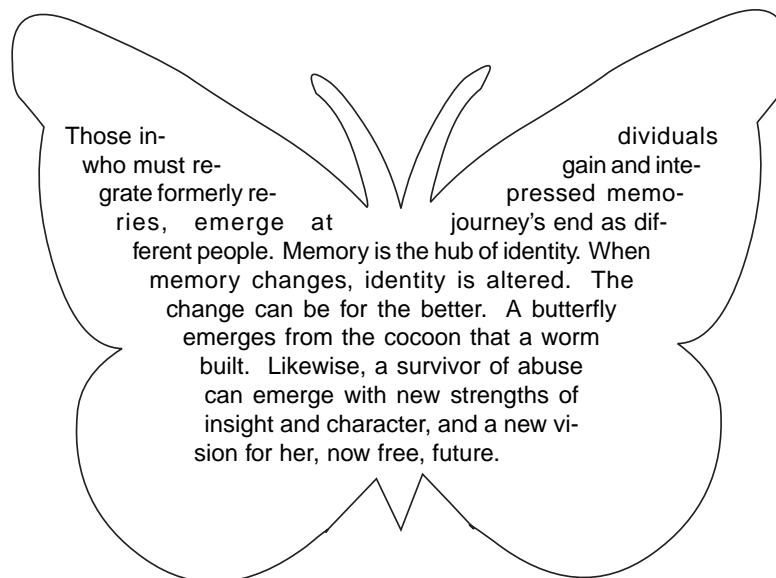 Those in- dividuals
who must re- gain and inte-
grate formerly re- pressed memo-
ries, emerge at journey's end as dif-
ferent people. Memory is the hub of identity. When
memory changes, identity is altered. The
change can be for the better. A butterfly
emerges from the cocoon that a worm
built. Likewise, a survivor of abuse
can emerge with new strengths of
insight and character, and a new vi-
sion for her, now free, future.